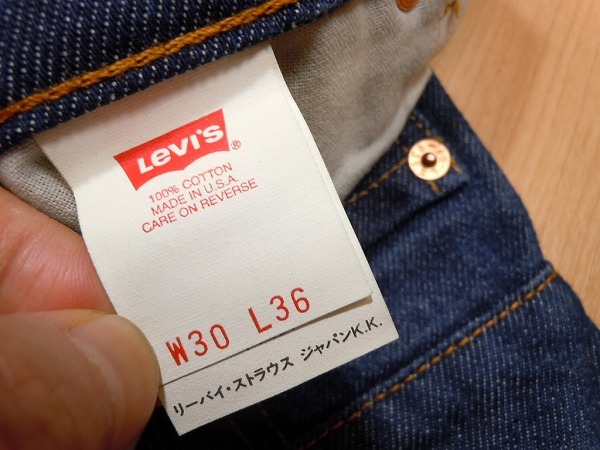 Levi's®
100% COTTON
MADE IN U.S.A.
CARE ON REVERSE
W30 L36
リーバイ・ストラウス ジャパンK.K.